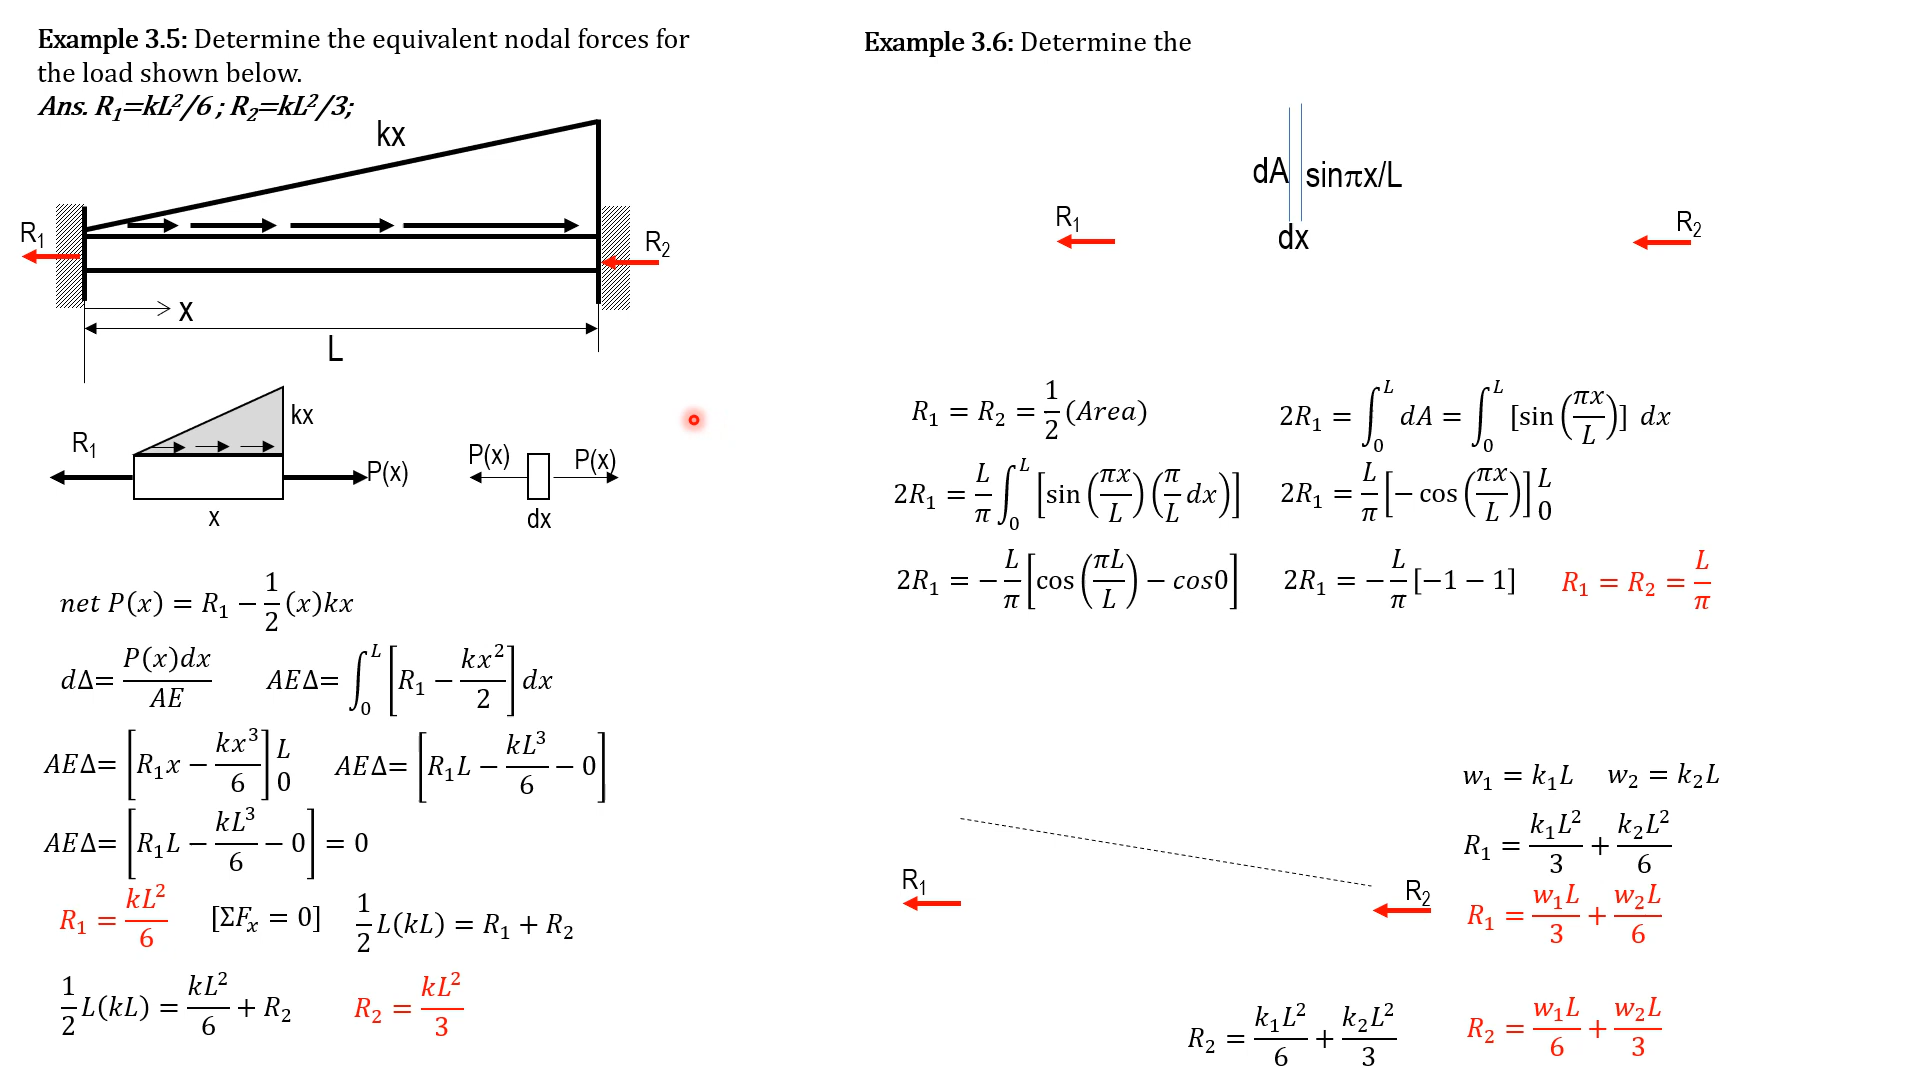 Example 3.5: Determine the equivalent nodal forces for
the load shown below.
Ans. R₁=kL²/6 ; R₂=kL²/3;
kx
R₁
R₂
x
L
kx
R₁
P(x)
x
P(x)
P(x)
dx
net P(x) = R₁ − 1/2 (x)kx
dΔ= P(x)dx/AE
AEΔ= ∫₀ᴸ [R₁ − kx²/2] dx
AEΔ= [R₁x − kx³/6] L 0
AEΔ= [R₁L − kL³/6 − 0]
AEΔ= [R₁L − kL³/6 − 0] = 0
R₁ = kL²/6
[ΣFₓ = 0]
1/2 L(kL) = R₁ + R₂
1/2 L(kL) = kL²/6 + R₂
R₂ = kL²/3
Example 3.6: Determine the
dA
sinπx/L
R₁
dx
R₂
R₁ = R₂ = 1/2 (Area)
2R₁ = ∫₀ᴸ dA = ∫₀ᴸ [sin (πx/L)] dx
2R₁ = L/π ∫₀ᴸ [sin (πx/L) (π/L dx)]
2R₁ = L/π [− cos (πx/L)] L 0
2R₁ = − L/π [cos (πL/L) − cos0]
2R₁ = − L/π [−1 − 1]
R₁ = R₂ = L/π
R₁
R₂
w₁ = k₁L
w₂ = k₂L
R₁ = k₁L²/3 + k₂L²/6
R₁ = w₁L/3 + w₂L/6
R₂ = k₁L²/6 + k₂L²/3
R₂ = w₁L/6 + w₂L/3